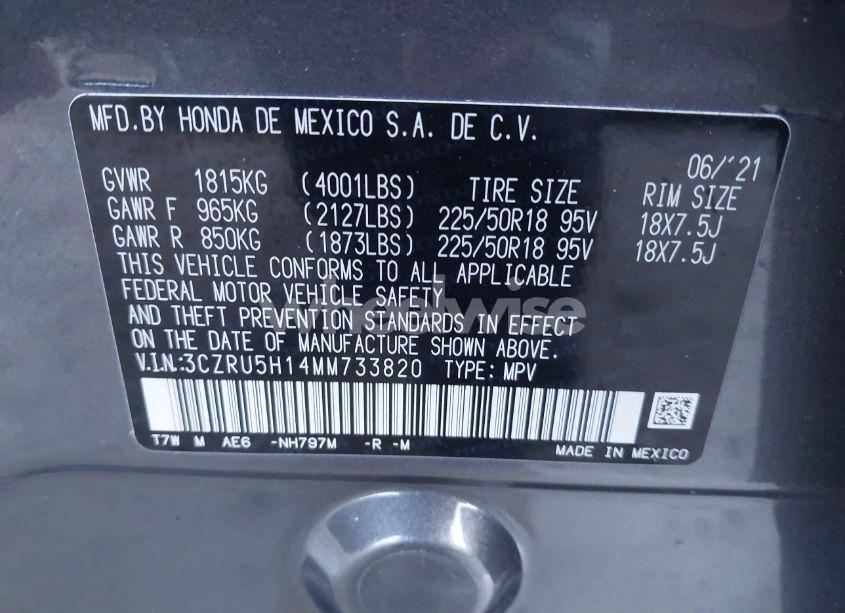 MFD.BY HONDA DE MEXICO S.A. DE C.V.
06/'21
GVWR 1815KG (4001LBS) TIRE SIZE RIM SIZE
GAWR F 965KG (2127LBS) 225/50R18 95V 18X7.5J
GAWR R 850KG (1873LBS) 225/50R18 95V 18X7.5J
THIS VEHICLE CONFORMS TO ALL APPLICABLE
FEDERAL MOTOR VEHICLE SAFETY
AND THEFT PREVENTION STANDARDS IN EFFECT
ON THE DATE OF MANUFACTURE SHOWN ABOVE.
V.I.N.:3CZRU5H14MM733820 TYPE: MPV
T7W M AE6 -NH797M -R -M
MADE IN MEXICO
wheelwise